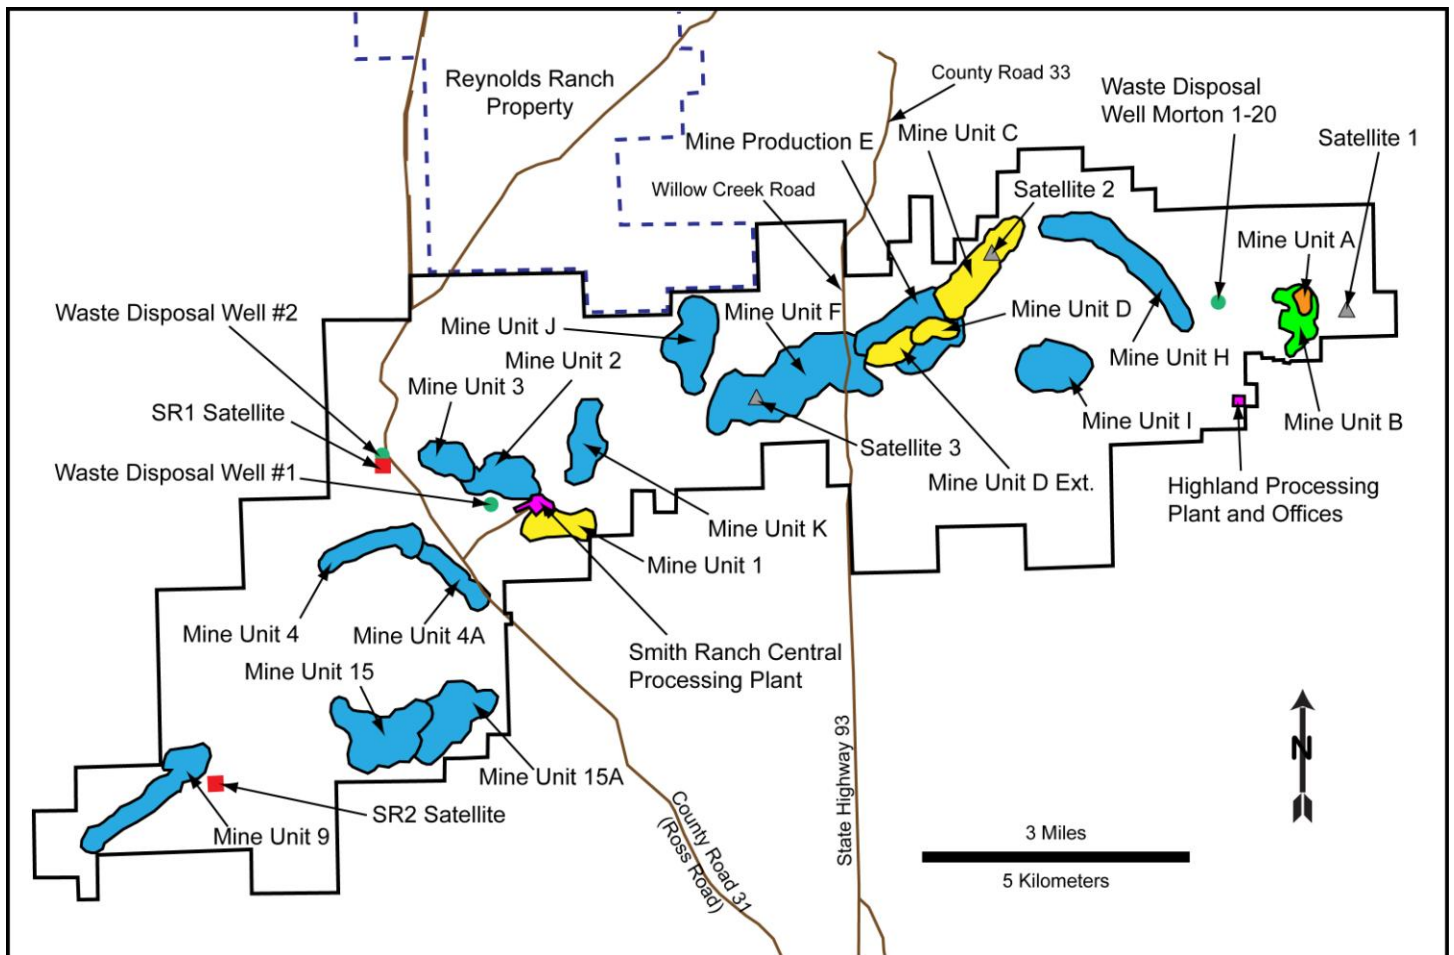 Reynolds Ranch
Property
County Road 33
Waste Disposal
Well Morton 1-20
Mine Production E
Mine Unit C
Satellite 1
Willow Creek Road
Satellite 2
Mine Unit A
Waste Disposal Well #2
Mine Unit J
Mine Unit F
Mine Unit D
Mine Unit 2
Mine Unit H
Mine Unit 3
SR1 Satellite
Mine Unit I
Mine Unit B
Satellite 3
Waste Disposal Well #1
Mine Unit D Ext.
Highland Processing
Plant and Offices
Mine Unit K
Mine Unit 1
Mine Unit 4
Mine Unit 4A
Smith Ranch Central
Processing Plant
Mine Unit 15
Mine Unit 15A
SR2 Satellite
Mine Unit 9
County Road 31
(Ross Road)
State Highway 93
N
3 Miles
5 Kilometers